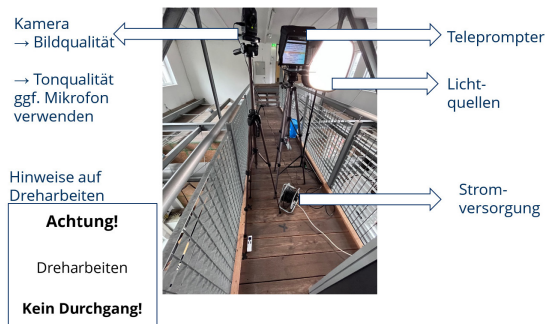 Kamera
→ Bildqualität
→ Tonqualität
ggf. Mikrofon
verwenden
Hinweise auf
Dreharbeiten
Achtung!
Dreharbeiten
Kein Durchgang!
Teleprompter
Licht-
quellen
Strom-
versorgung